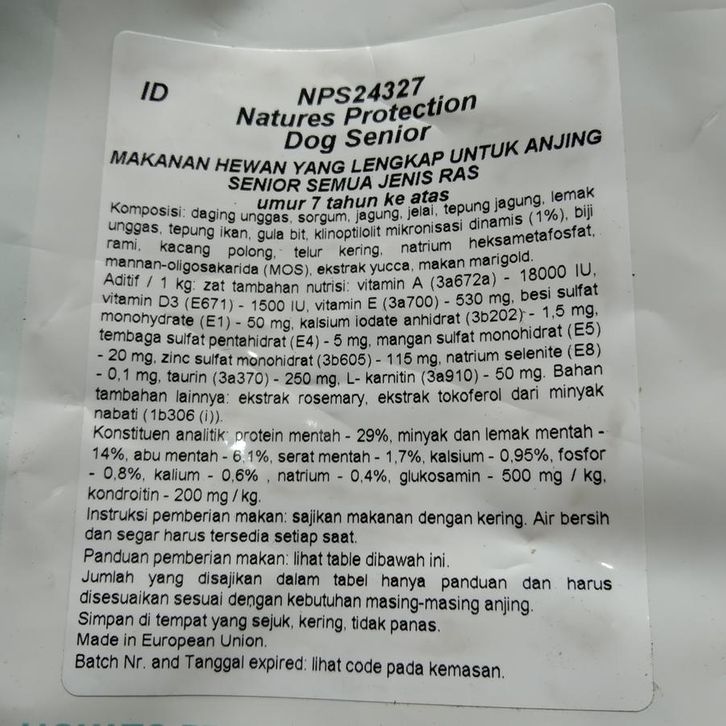 ID
NPS24327
Natures Protection
Dog Senior
MAKANAN HEWAN YANG LENGKAP UNTUK ANJING
SENIOR SEMUA JENIS RAS
umur 7 tahun ke atas
Komposisi: daging unggas, sorgum, jagung, jelai, tepung jagung, lemak
unggas, tepung ikan, gula bit, klinoptilolit mikronisasi dinamis (1%), biji
rami, kacang polong, telur kering, natrium heksametafosfat,
mannan-oligosakarida (MOS), ekstrak yucca, makan marigold.
Aditif / 1 kg: zat tambahan nutrisi: vitamin A (3a672a) - 18000 IU,
vitamin D3 (E671) - 1500 IU, vitamin E (3a700) - 530 mg, besi sulfat
monohydrate (E1) - 50 mg, kalsium iodate anhidrat (3b202) - 1,5 mg,
tembaga sulfat pentahidrat (E4) - 5 mg, mangan sulfat monohidrat (E5)
- 20 mg, zinc sulfat monohidrat (3b605) - 115 mg, natrium selenite (E8)
- 0,1 mg, taurin (3a370) - 250 mg, L- karnitin (3a910) - 50 mg. Bahan
tambahan lainnya: ekstrak rosemary, ekstrak tokoferol dari minyak
nabati (1b306 (i)).
Konstituen analitik: protein mentah - 29%, minyak dan lemak mentah -
14%, abu mentah - 6,1%, serat mentah - 1,7%, kalsium - 0,95%, fosfor
- 0,8%, kalium - 0,6% , natrium - 0,4%, glukosamin - 500 mg / kg,
kondroitin - 200 mg / kg.
Instruksi pemberian makan: sajikan makanan dengan kering. Air bersih
dan segar harus tersedia setiap saat.
Panduan pemberian makan: lihat table dibawah ini.
Jumlah yang disajikan dalam tabel hanya panduan dan harus
disesuaikan sesuai dengan kebutuhan masing-masing anjing.
Simpan di tempat yang sejuk, kering, tidak panas.
Made in European Union.
Batch Nr. and Tanggal expired: lihat code pada kemasan.